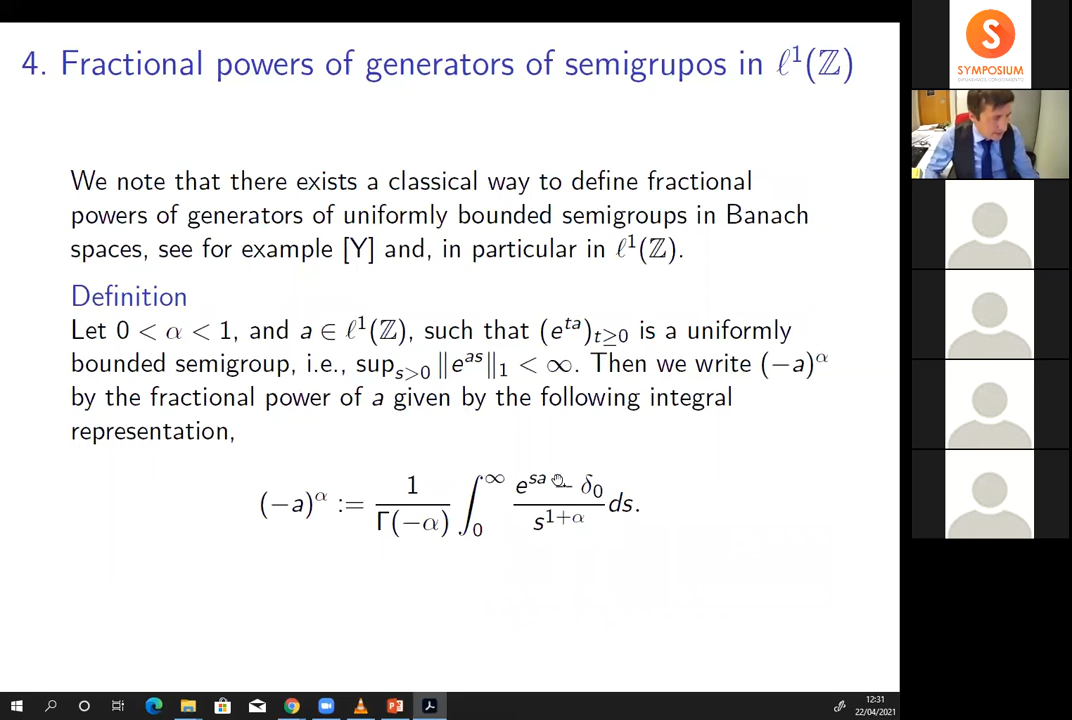 4. Fractional powers of generators of semigrupos in ℓ¹(ℤ)
We note that there exists a classical way to define fractional
powers of generators of uniformly bounded semigroups in Banach
spaces, see for example [Y] and, in particular in ℓ¹(ℤ).
Definition
Let 0 < α < 1, and a ∈ ℓ¹(ℤ), such that (e^{ta})_{t≥0} is a uniformly
bounded semigroup, i.e., sup_{s>0} ‖e^{as}‖₁ < ∞. Then we write (−a)^α
by the fractional power of a given by the following integral
representation,
(−a)^α := 1/Γ(−α) ∫₀^∞ (e^{sa} − δ₀)/s^{1+α} ds.
S
SYMPOSIUM
12:31
22/04/2021